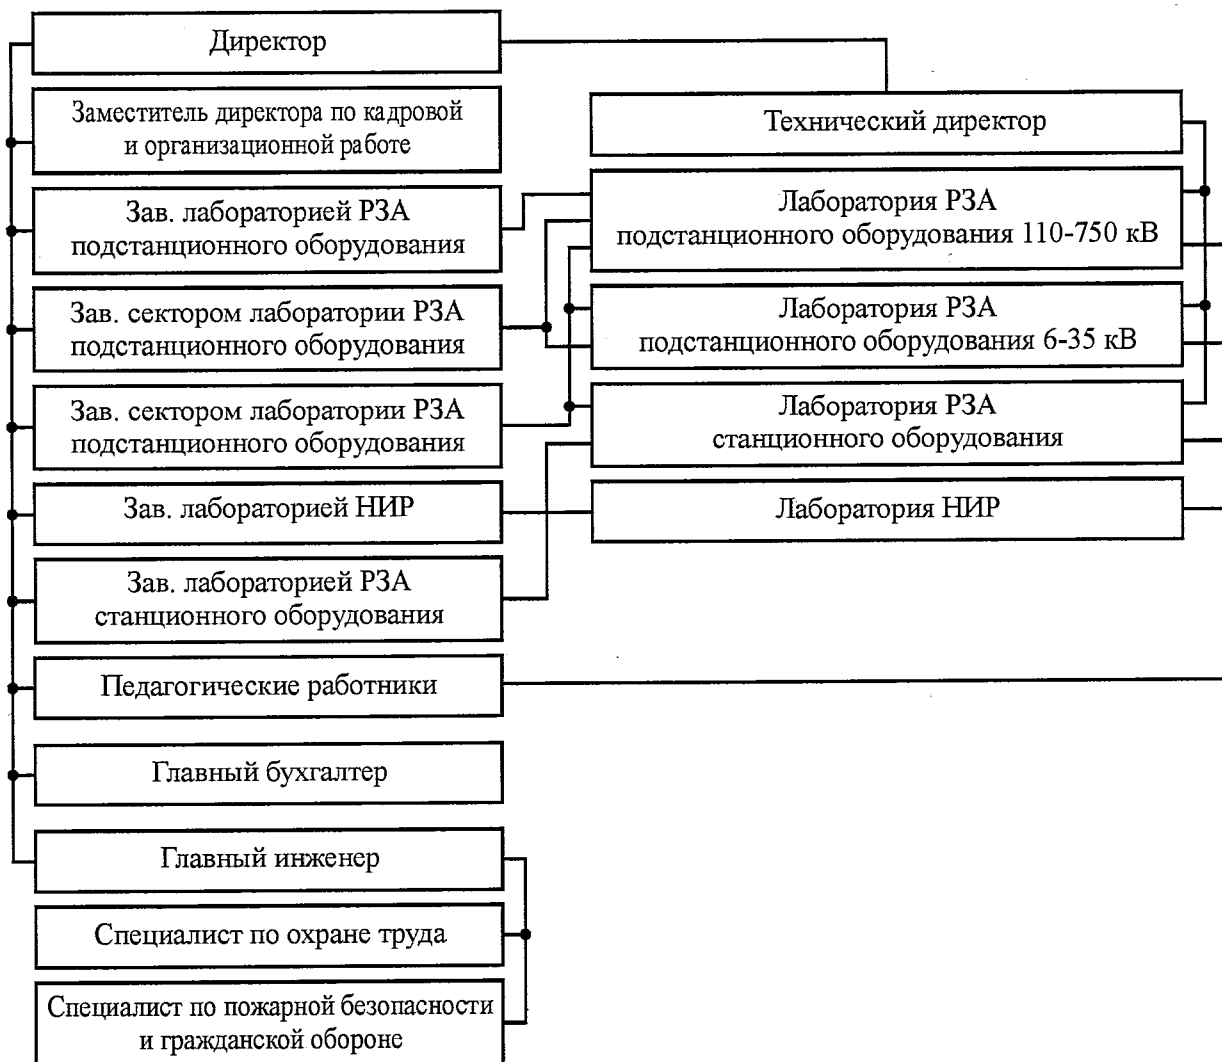 Директор
Заместитель директора по кадровой
и организационной работе
Зав. лабораторией РЗА
подстанционного оборудования
Зав. сектором лаборатории РЗА
подстанционного оборудования
Зав. сектором лаборатории РЗА
подстанционного оборудования
Зав. лабораторией НИР
Зав. лабораторией РЗА
станционного оборудования
Педагогические работники
Главный бухгалтер
Главный инженер
Специалист по охране труда
Специалист по пожарной безопасности
и гражданской обороне
Технический директор
Лаборатория РЗА
подстанционного оборудования 110-750 кВ
Лаборатория РЗА
подстанционного оборудования 6-35 кВ
Лаборатория РЗА
станционного оборудования
Лаборатория НИР